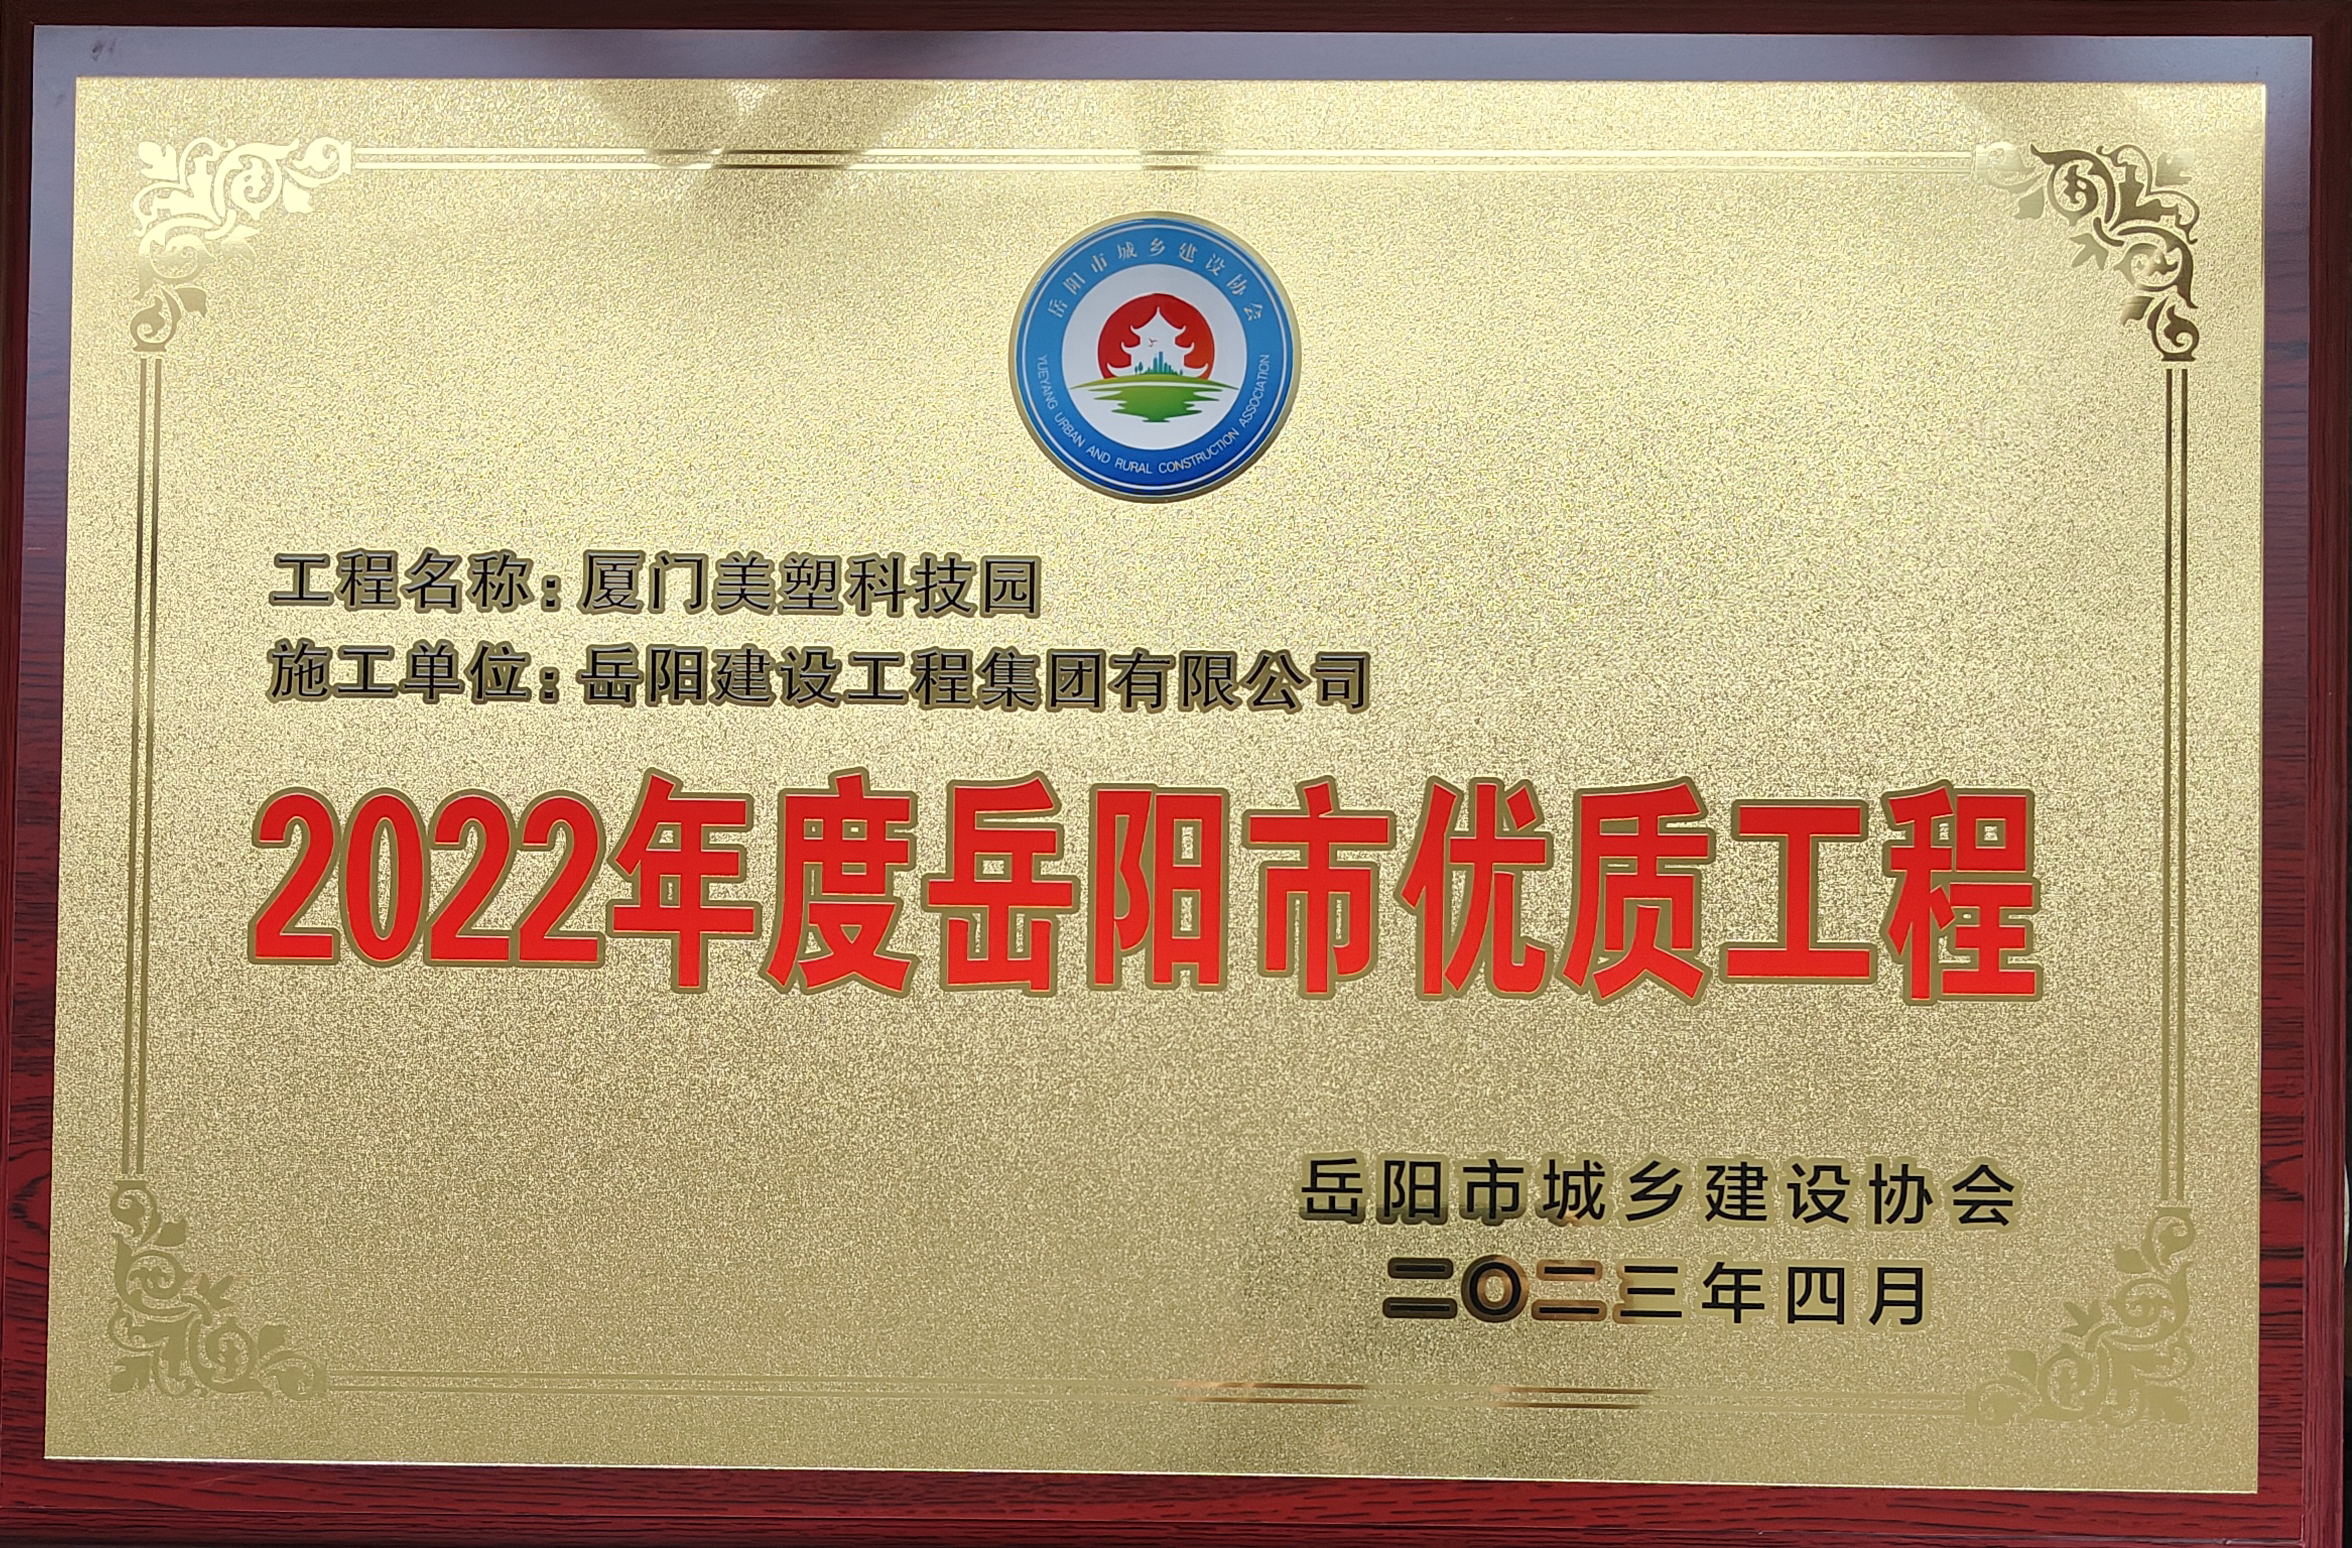 岳阳市城乡建设协会
YUEYANG URBAN AND RURAL CONSTRUCTION ASSOCIATION
工程名称：厦门美塑科技园
施工单位：岳阳建设工程集团有限公司
2022年度岳阳市优质工程
岳阳市城乡建设协会
二〇二三年四月